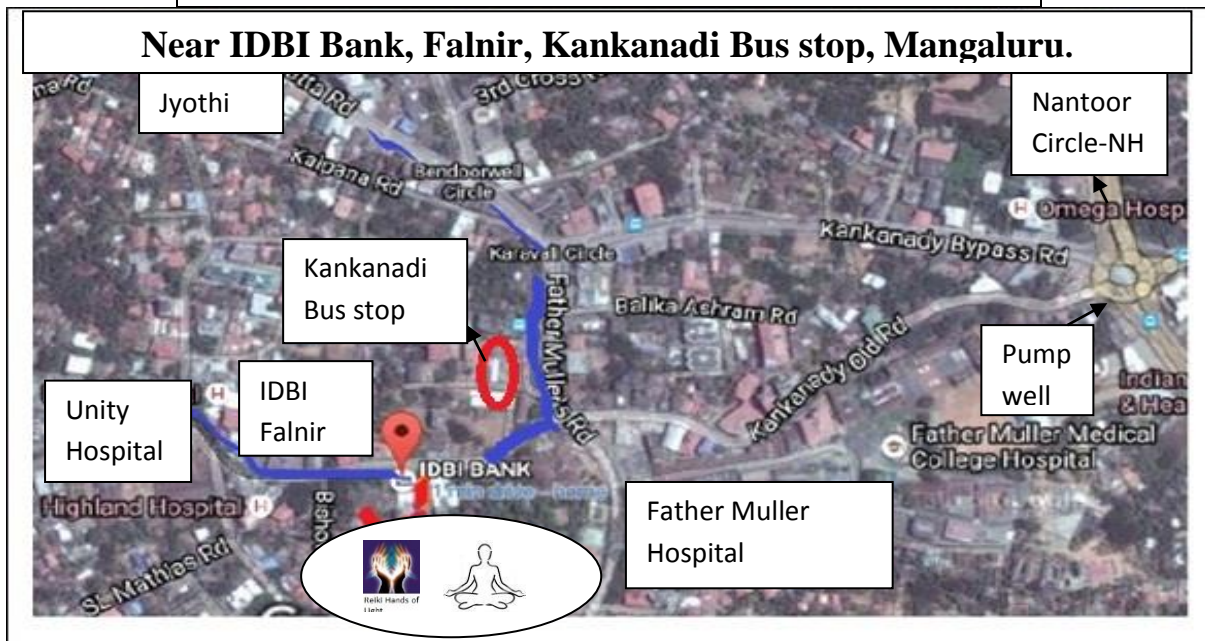 Near IDBI Bank, Falnir, Kankanadi Bus stop, Mangaluru.
Jyothi
3rd Cross
Nantoor
Circle-NH
Kalpana Rd
Bendoorwell
Circle
Omega Hosp
Kankanady Bypass Rd
Karavali Circle
Kankanadi
Bus stop
Father Mullers Rd
Balika Ashram Rd
Kankanady Old Rd
Pump
well
Indian
& Hea
Unity
Hospital
IDBI
Falnir
IDBI BANK
Father Muller Medical
College Hospital
Highland Hospital
Father Muller
Hospital
SL Mathias Rd
Reiki Hands of
Light